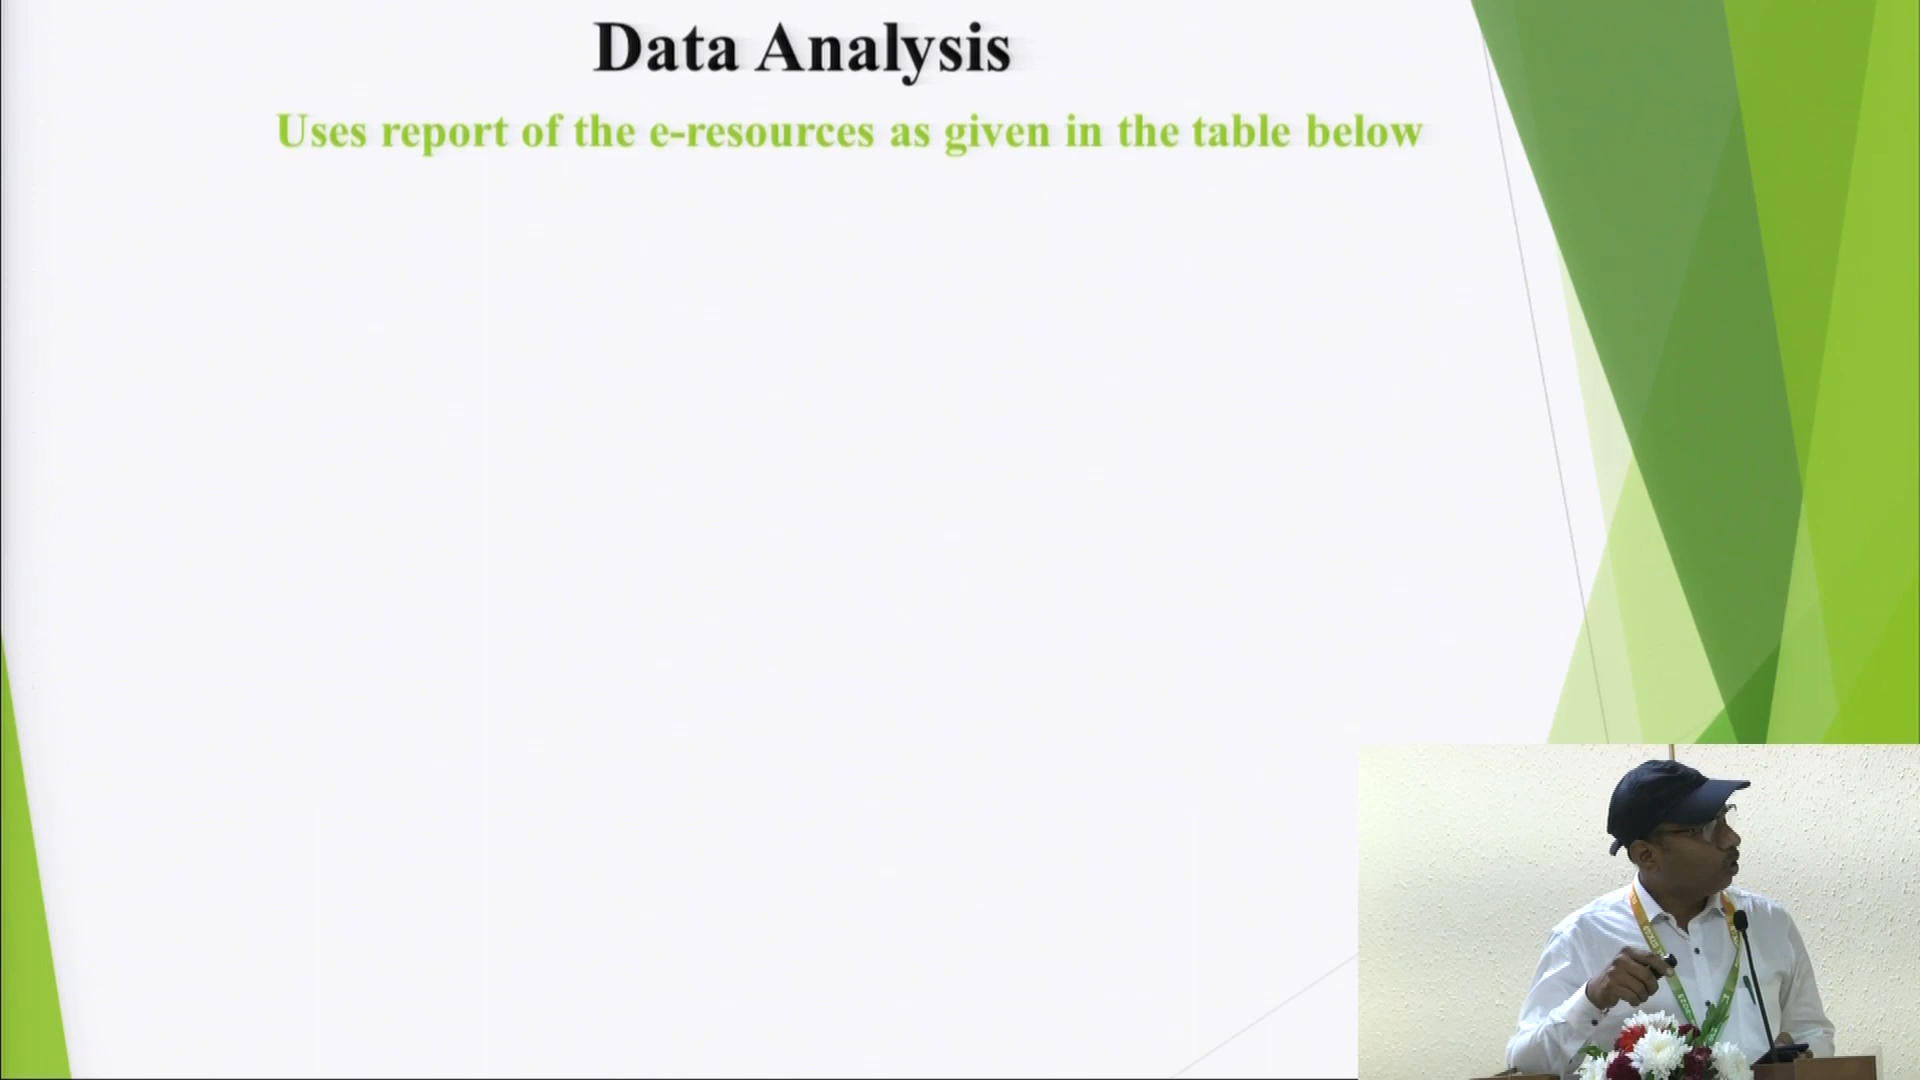 Data Analysis
Uses report of the e-resources as given in the table below